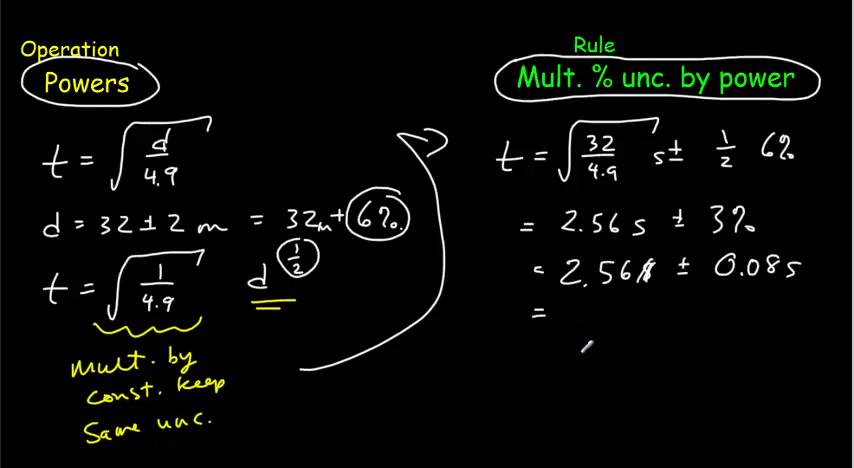 Operation
Powers
t = √(d/4.9)
d = 32 ± 2 m = 32m + 6%.
t = √(1/4.9) d^(1/2)
Mult. by
const. keep
Same unc.
Rule
Mult. % unc. by power
t = √(32/4.9) s ± 1/2 6%
= 2.56 s ± 3%
= 2.56 s ± 0.08 s
=